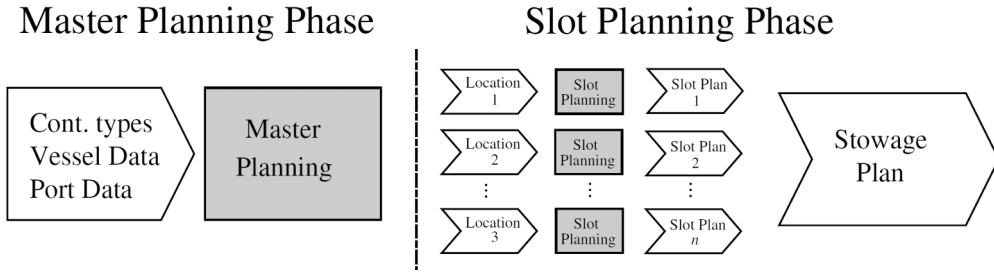 Master Planning Phase
Slot Planning Phase
Cont. types
Vessel Data
Port Data
Master
Planning
Location
1
Slot
Planning
Slot Plan
1
Location
2
Slot
Planning
Slot Plan
2
⋮
⋮
⋮
Location
3
Slot
Planning
Slot Plan
n
Stowage
Plan